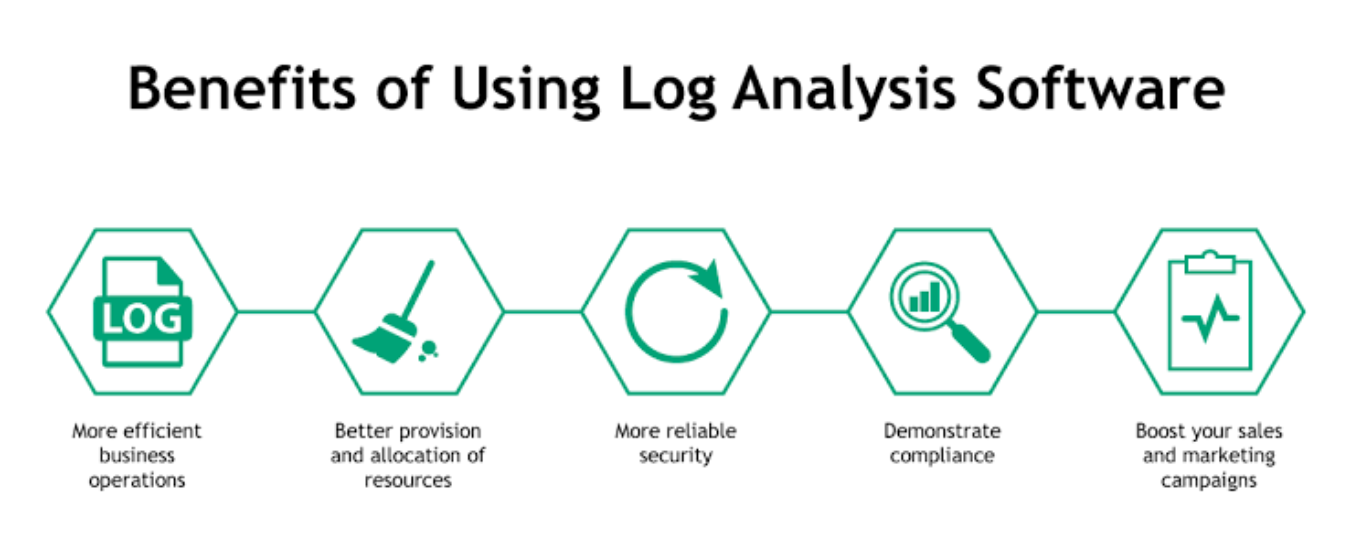 Benefits of Using Log Analysis Software
LOG
More efficient
business
operations
Better provision
and allocation of
resources
More reliable
security
Demonstrate
compliance
Boost your sales
and marketing
campaigns